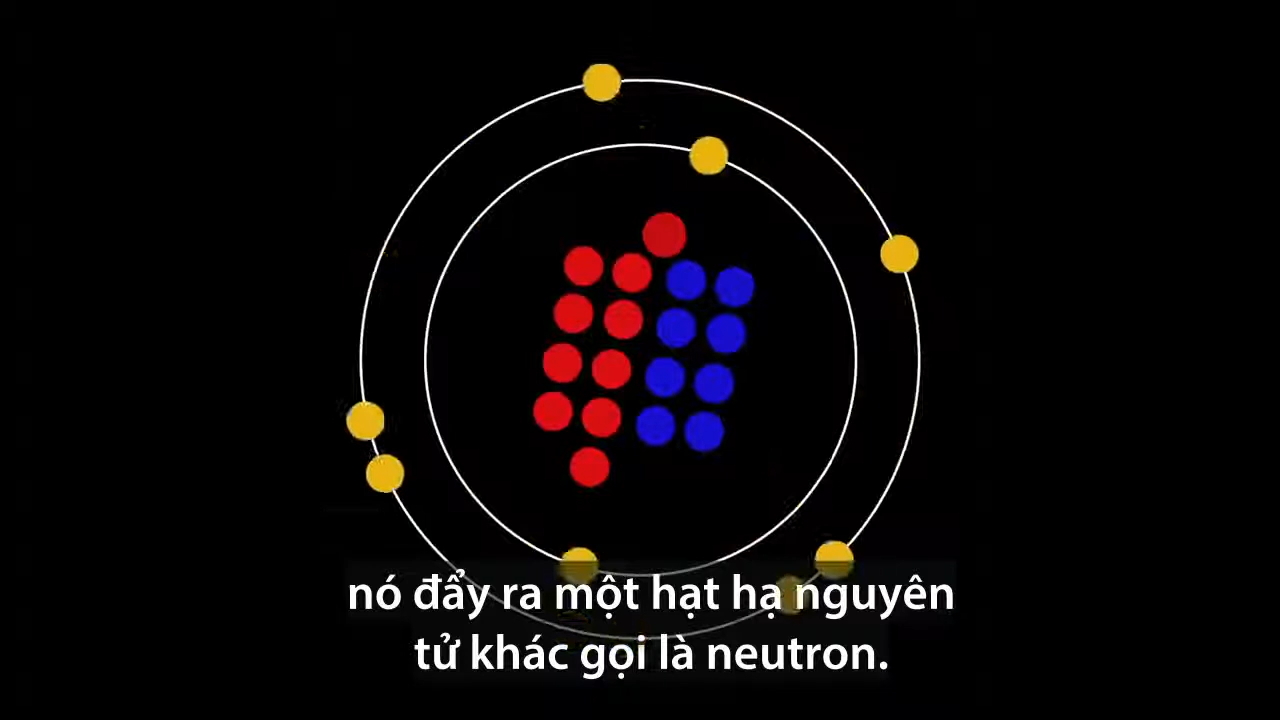 nó đẩy ra một hạt hạ nguyên
tử khác gọi là neutron.